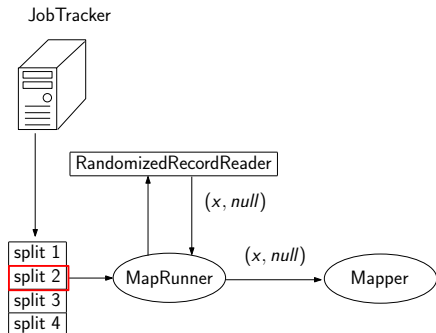 JobTracker
RandomizedRecordReader
(x, null)
split 1
split 2
split 3
split 4
MapRunner
(x, null)
Mapper